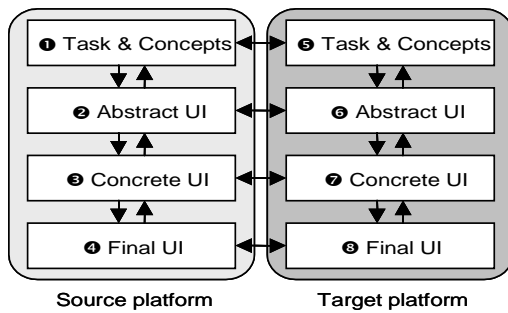 ❶ Task & Concepts
❷ Abstract UI
❸ Concrete UI
❹ Final UI
Source platform
❺ Task & Concepts
❻ Abstract UI
❼ Concrete UI
❽ Final UI
Target platform